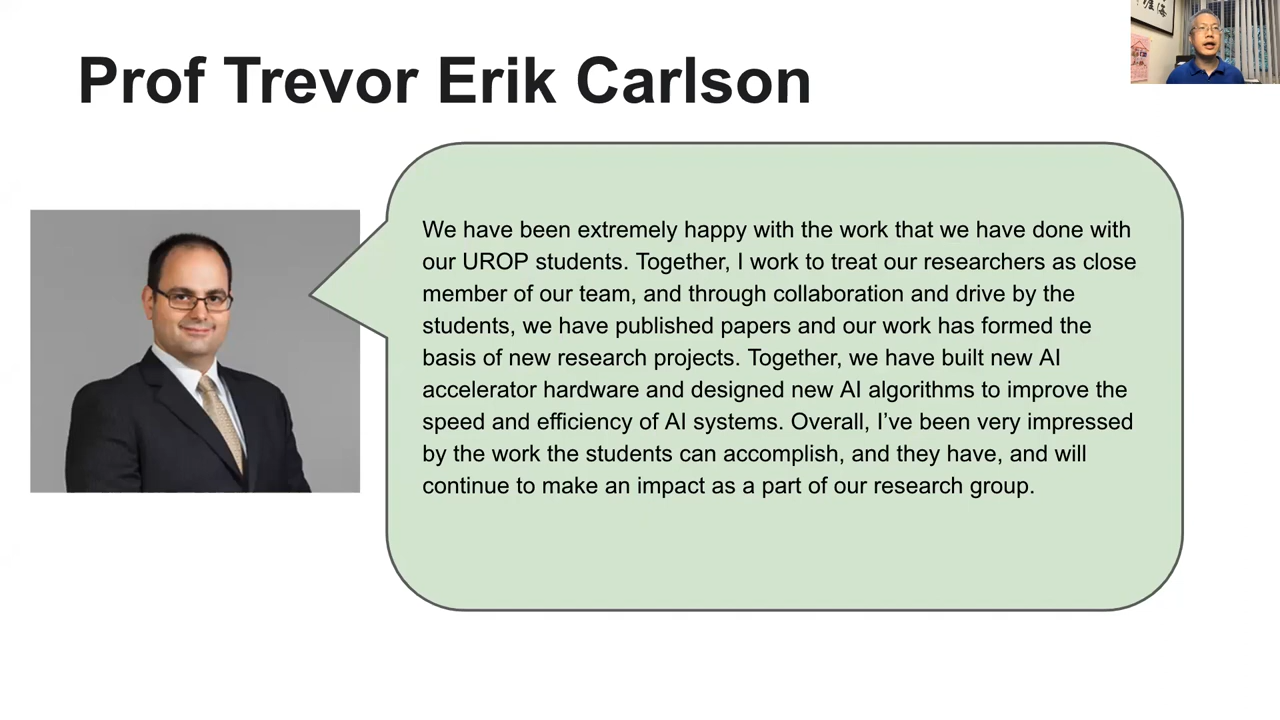 Prof Trevor Erik Carlson
We have been extremely happy with the work that we have done with
our UROP students. Together, I work to treat our researchers as close
member of our team, and through collaboration and drive by the
students, we have published papers and our work has formed the
basis of new research projects. Together, we have built new AI
accelerator hardware and designed new AI algorithms to improve the
speed and efficiency of AI systems. Overall, I’ve been very impressed
by the work the students can accomplish, and they have, and will
continue to make an impact as a part of our research group.